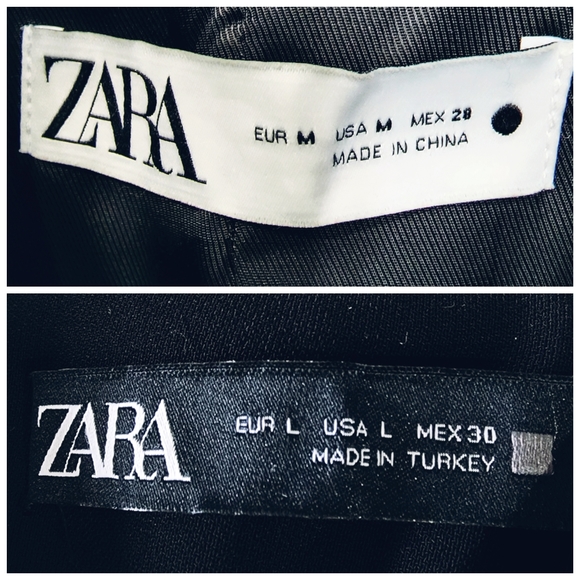 ZARA
EUR M USA M MEX 28
MADE IN CHINA
ZARA
EUR L USA L MEX 30
MADE IN TURKEY